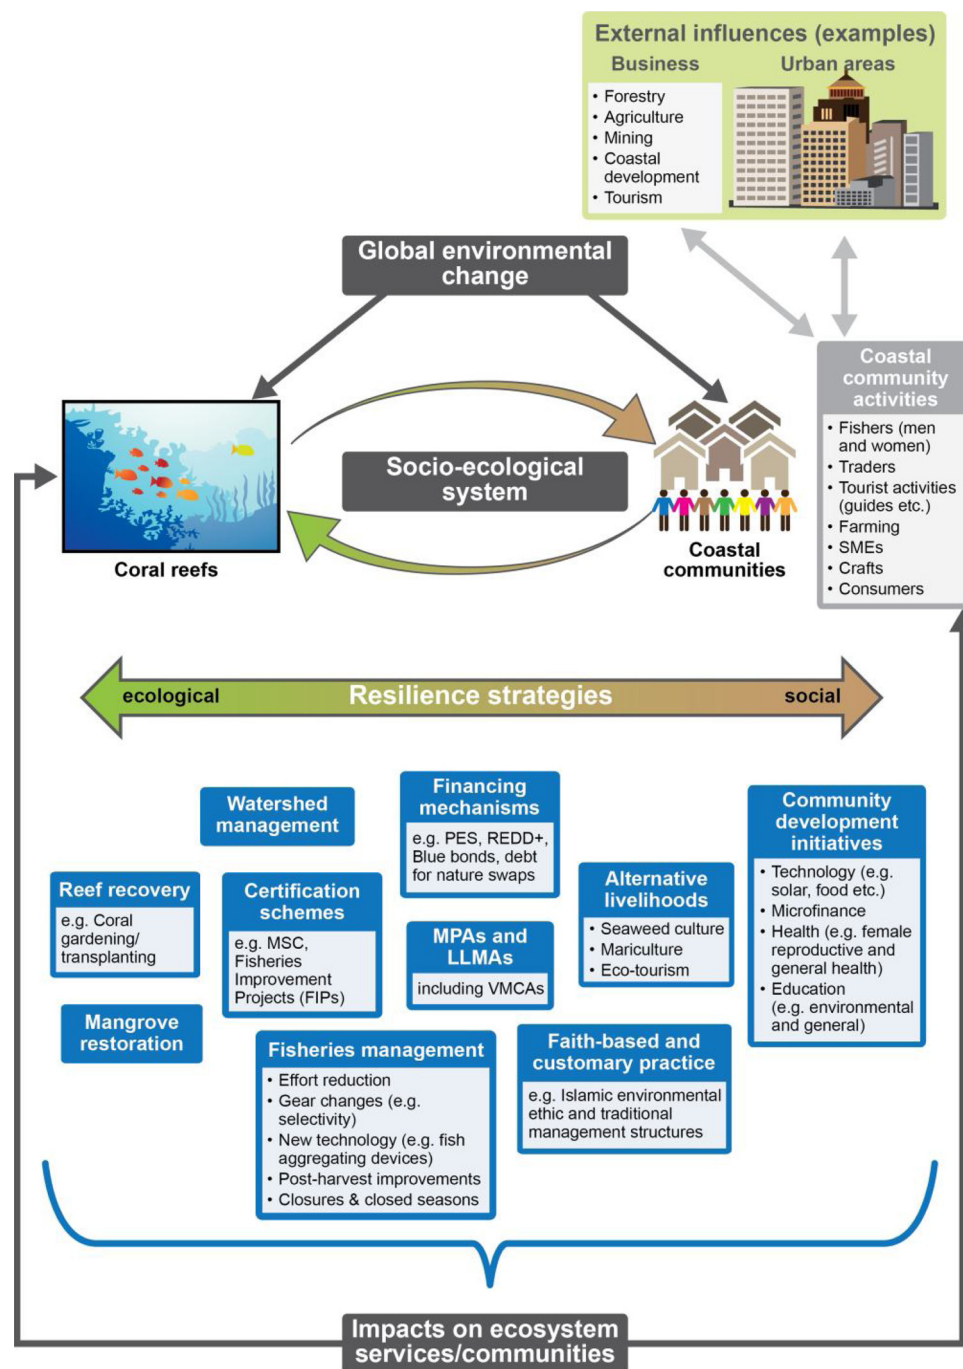 External influences (examples)
Business
Urban areas
• Forestry
• Agriculture
• Mining
• Coastal
development
• Tourism
Global environmental
change
Coastal
community
activities
• Fishers (men
and women)
• Traders
• Tourist activities
(guides etc.)
• Farming
• SMEs
• Crafts
• Consumers
Socio-ecological
system
Coral reefs
Coastal
communities
ecological
Resilience strategies
social
Watershed
management
Financing
mechanisms
e.g. PES, REDD+,
Blue bonds, debt
for nature swaps
Community
development
initiatives
• Technology (e.g.
solar, food etc.)
• Microfinance
• Health (e.g. female
reproductive and
general health)
• Education
(e.g. environmental
and general)
Reef recovery
e.g. Coral
gardening/
transplanting
Certification
schemes
e.g. MSC,
Fisheries
Improvement
Projects (FIPs)
Alternative
livelihoods
• Seaweed culture
• Mariculture
• Eco-tourism
MPAs and
LLMAs
including VMCAs
Mangrove
restoration
Fisheries management
• Effort reduction
• Gear changes (e.g.
selectivity)
• New technology (e.g. fish
aggregating devices)
• Post-harvest improvements
• Closures & closed seasons
Faith-based and
customary practice
e.g. Islamic environmental
ethic and traditional
management structures
Impacts on ecosystem
services/communities